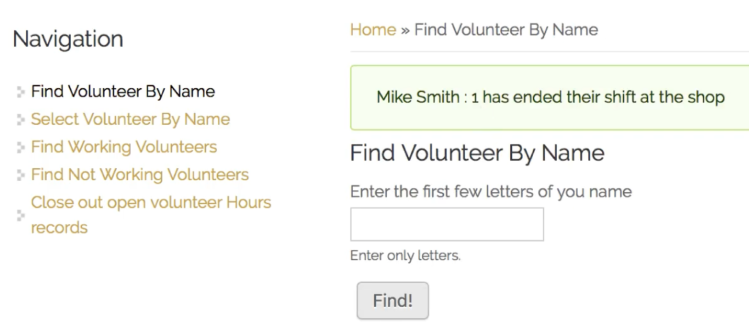 Navigation
Find Volunteer By Name
Select Volunteer By Name
Find Working Volunteers
Find Not Working Volunteers
Close out open volunteer Hours
records
Home » Find Volunteer By Name
Mike Smith : 1 has ended their shift at the shop
Find Volunteer By Name
Enter the first few letters of you name
Enter only letters.
Find!